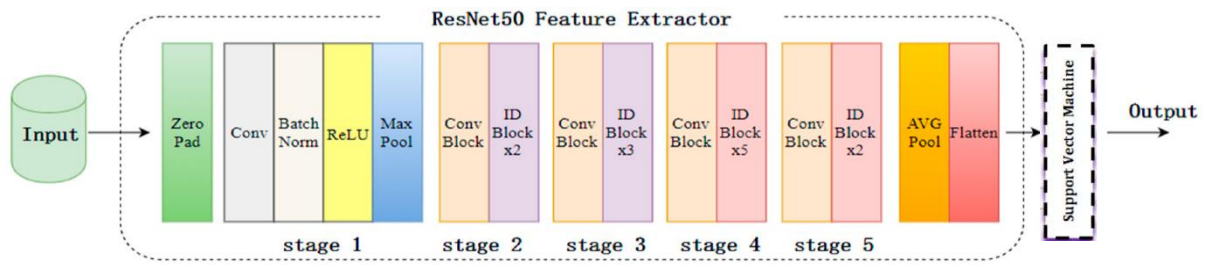 ResNet50 Feature Extractor
Input
Zero
Pad
Conv
Batch
Norm
ReLU
Max
Pool
Conv
Block
ID
Block
x2
Conv
Block
ID
Block
x3
Conv
Block
ID
Block
x5
Conv
Block
ID
Block
x2
AVG
Pool
Flatten
Support Vector Machine
Output
stage 1
stage 2
stage 3
stage 4
stage 5